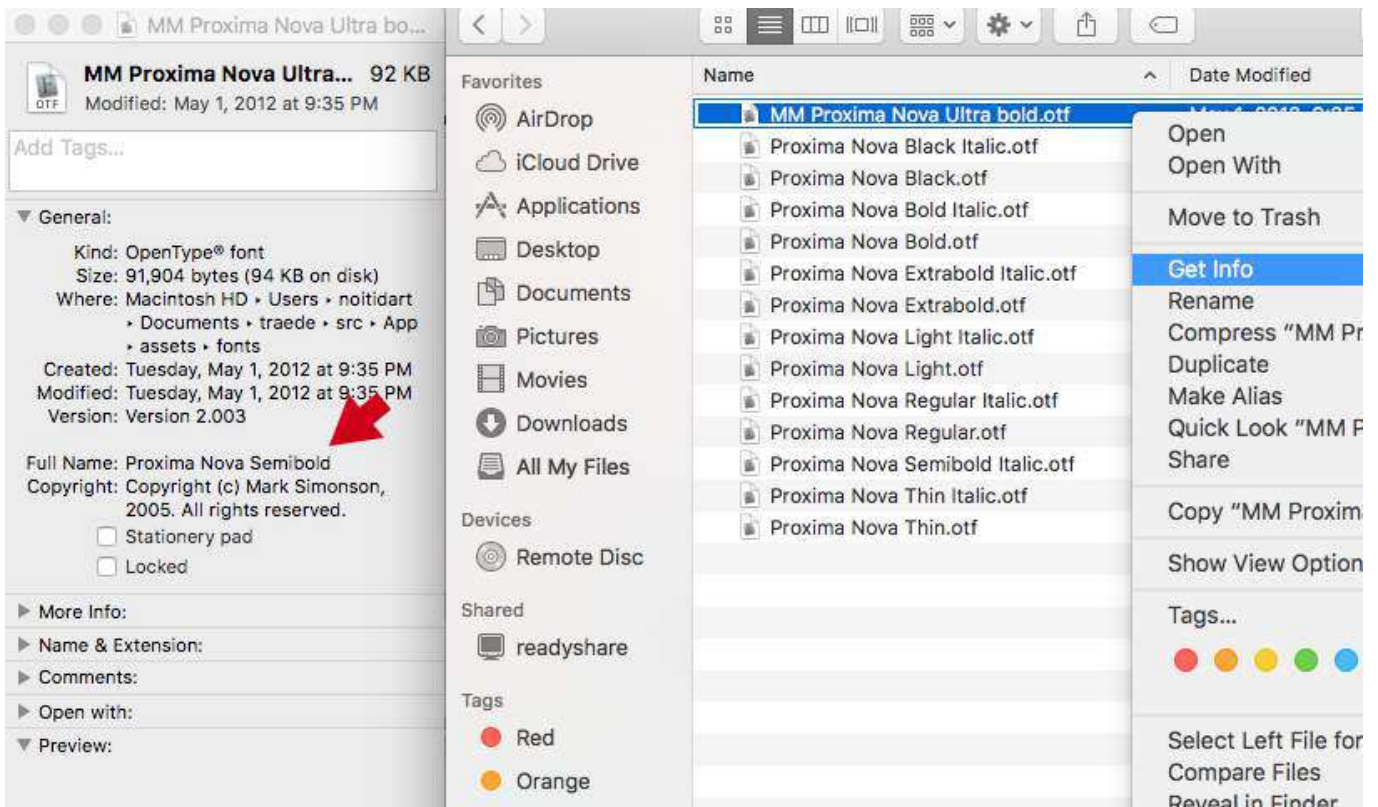 MM Proxima Nova Ultra bo...
MM Proxima Nova Ultra... 92 KB
Modified: May 1, 2012 at 9:35 PM
OTF
Add Tags...
General:
Kind: OpenType® font
Size: 91,904 bytes (94 KB on disk)
Where: Macintosh HD ▸ Users ▸ noitidart
▸ Documents ▸ traede ▸ src ▸ App
▸ assets ▸ fonts
Created: Tuesday, May 1, 2012 at 9:35 PM
Modified: Tuesday, May 1, 2012 at 9:35 PM
Version: Version 2.003
Full Name: Proxima Nova Semibold
Copyright: Copyright (c) Mark Simonson,
2005. All rights reserved.
Stationery pad
Locked
More Info:
Name & Extension:
Comments:
Open with:
Preview:
Favorites
AirDrop
iCloud Drive
Applications
Desktop
Documents
Pictures
Movies
Downloads
All My Files
Devices
Remote Disc
Shared
readyshare
Tags
Red
Orange
Name
Date Modified
MM Proxima Nova Ultra bold.otf
Proxima Nova Black Italic.otf
Proxima Nova Black.otf
Proxima Nova Bold Italic.otf
Proxima Nova Bold.otf
Proxima Nova Extrabold Italic.otf
Proxima Nova Extrabold.otf
Proxima Nova Light Italic.otf
Proxima Nova Light.otf
Proxima Nova Regular Italic.otf
Proxima Nova Regular.otf
Proxima Nova Semibold Italic.otf
Proxima Nova Thin Italic.otf
Proxima Nova Thin.otf
Open
Open With
Move to Trash
Get Info
Rename
Compress “MM Pr
Duplicate
Make Alias
Quick Look “MM P
Share
Copy “MM Proxim
Show View Option
Tags...
Select Left File for
Compare Files
Reveal in Finder